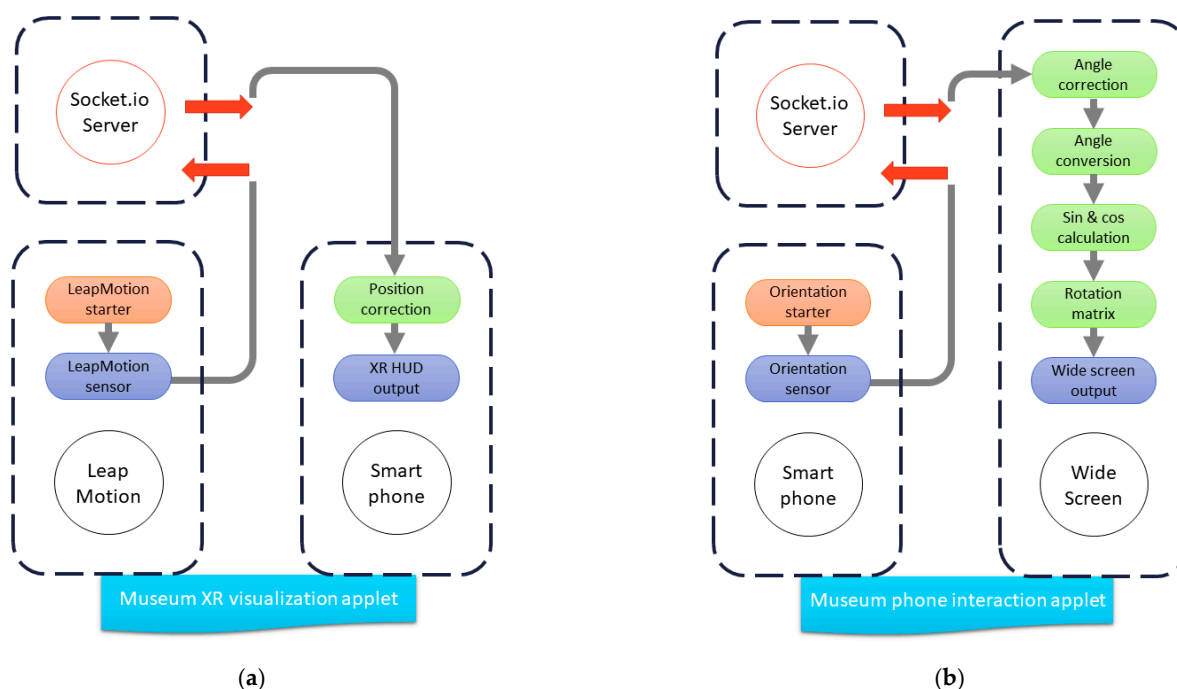 Socket.io
Server
LeapMotion
starter
LeapMotion
sensor
Leap
Motion
Position
correction
XR HUD
output
Smart
phone
Museum XR visualization applet
(a)
Socket.io
Server
Orientation
starter
Orientation
sensor
Smart
phone
Angle
correction
Angle
conversion
Sin & cos
calculation
Rotation
matrix
Wide screen
output
Wide
Screen
Museum phone interaction applet
(b)